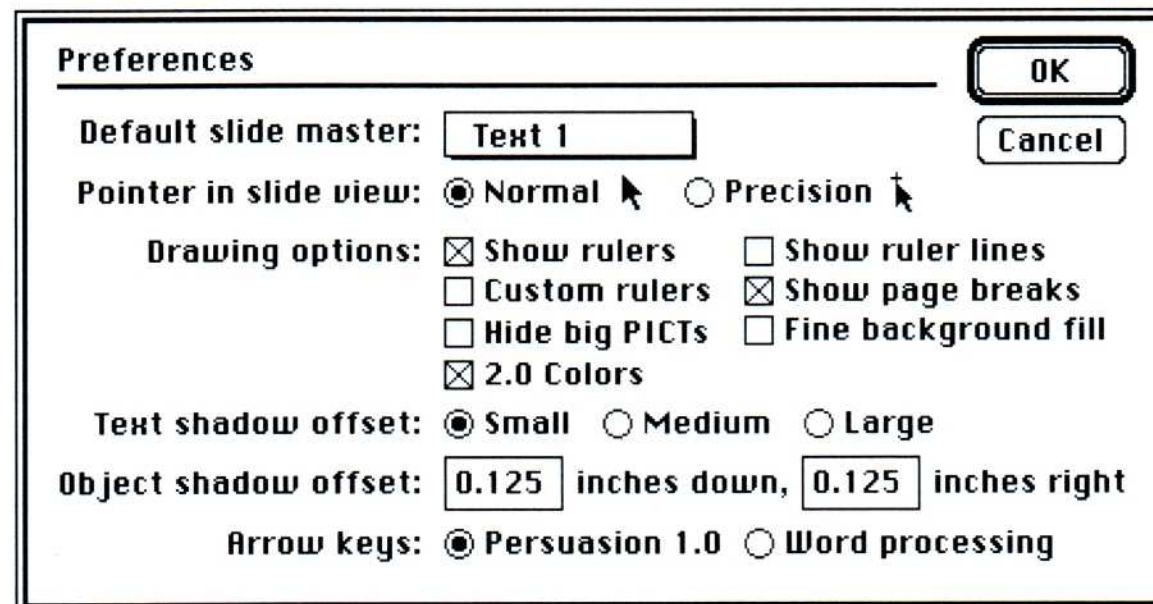 Preferences
OK
Default slide master: Text 1
Cancel
Pointer in slide view: Normal Precision
Drawing options: Show rulers Show ruler lines
Custom rulers Show page breaks
Hide big PICTs Fine background fill
2.0 Colors
Text shadow offset: Small Medium Large
Object shadow offset: 0.125 inches down, 0.125 inches right
Arrow keys: Persuasion 1.0 Word processing